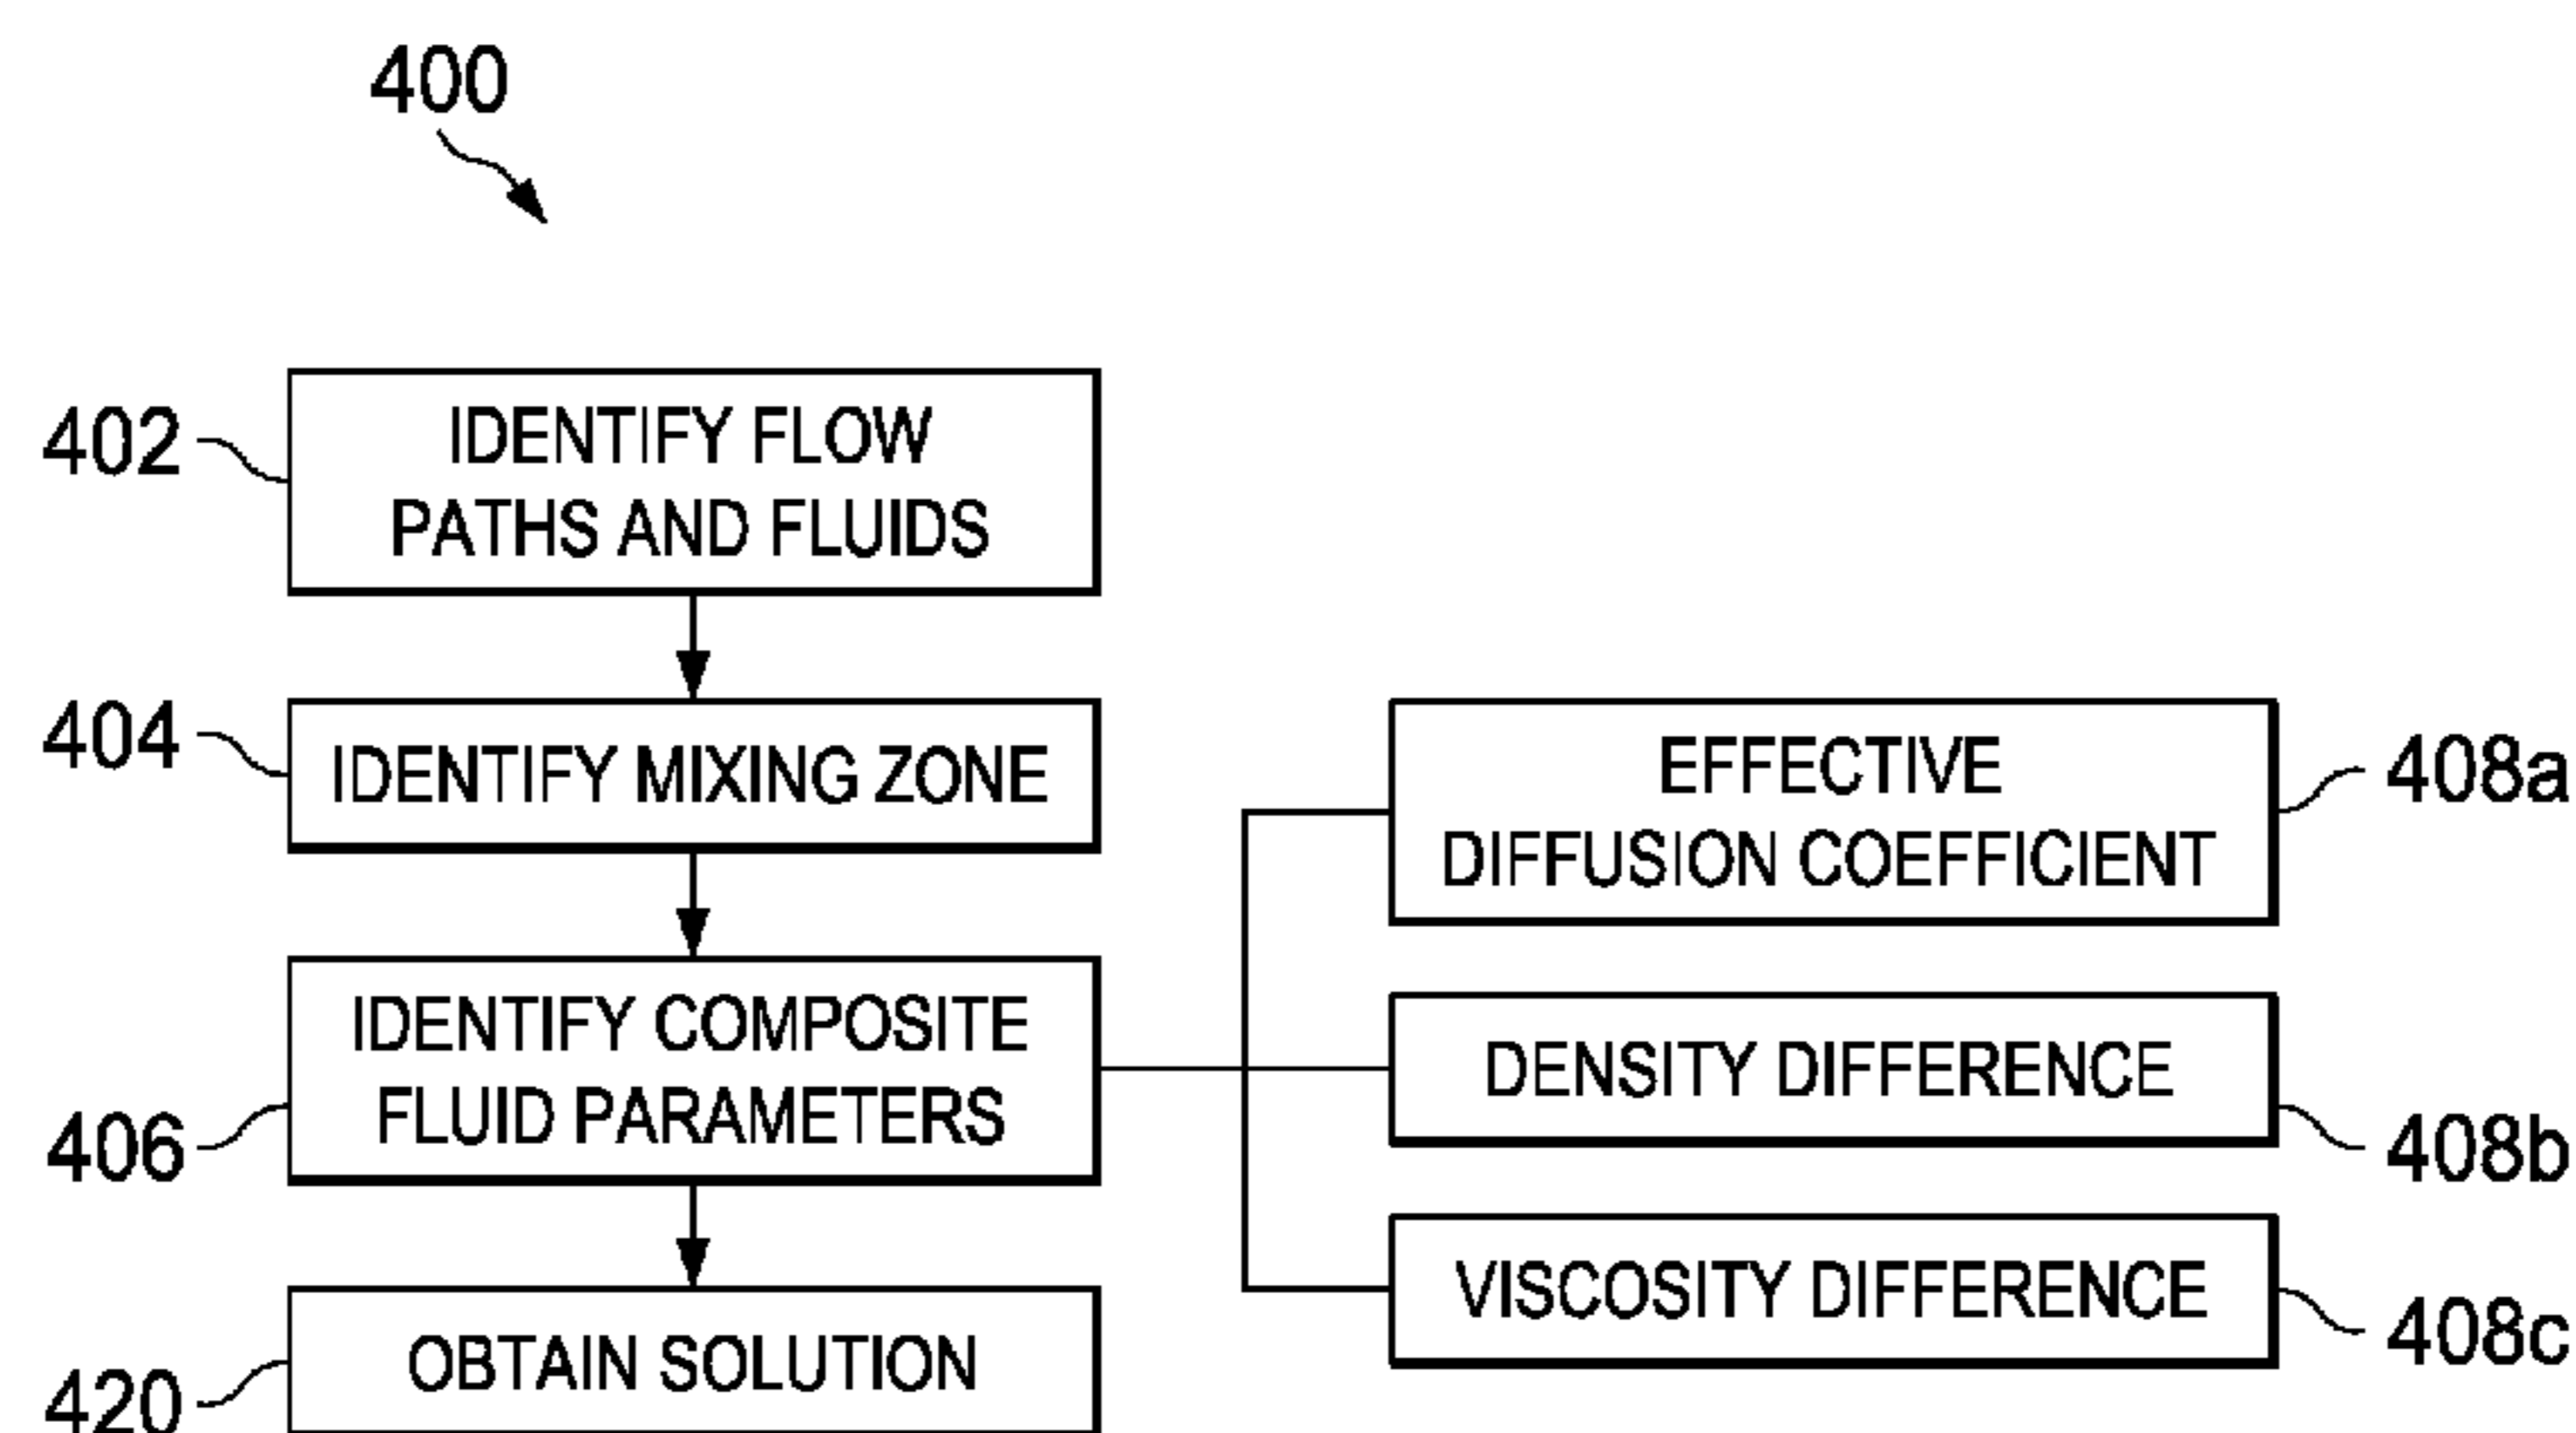 400
402
IDENTIFY FLOW
PATHS AND FLUIDS
404
IDENTIFY MIXING ZONE
406
IDENTIFY COMPOSITE
FLUID PARAMETERS
420
OBTAIN SOLUTION
EFFECTIVE
DIFFUSION COEFFICIENT
408a
DENSITY DIFFERENCE
408b
VISCOSITY DIFFERENCE
408c